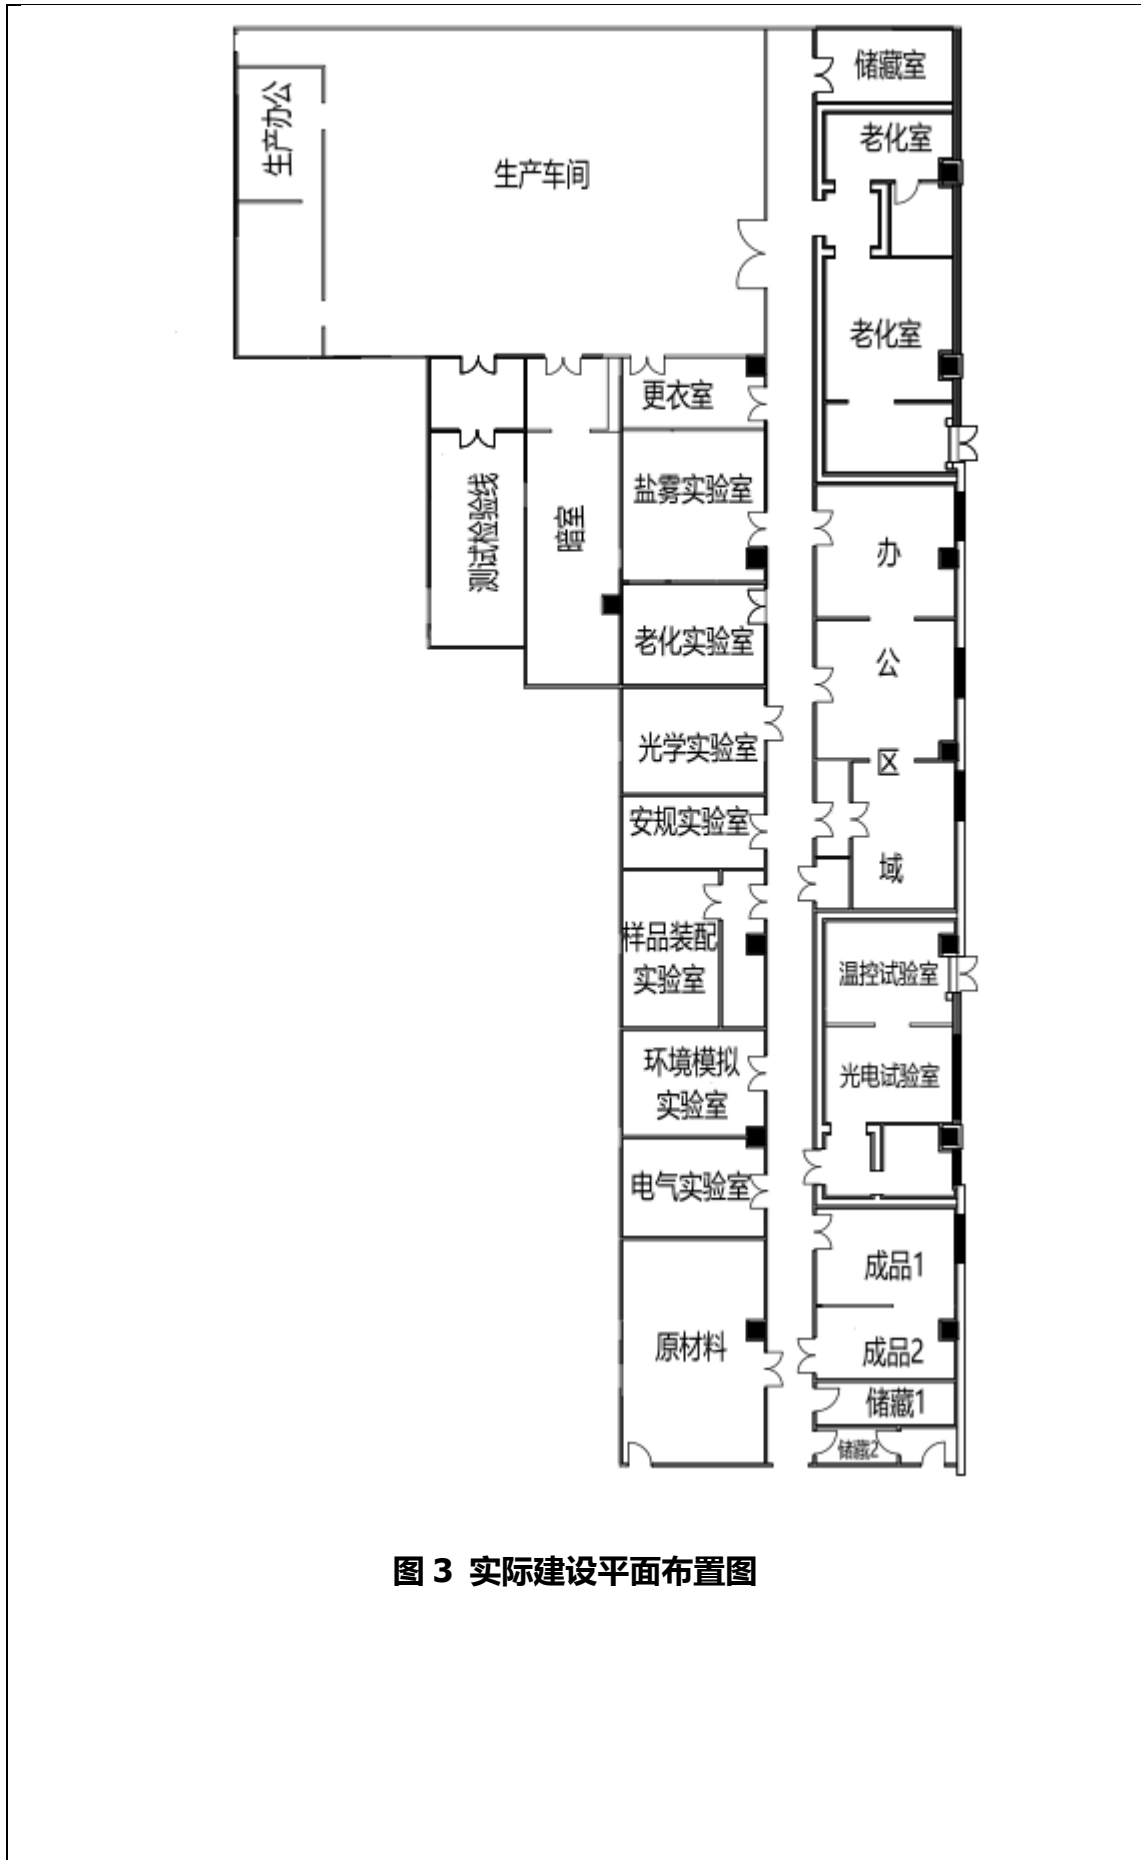 储藏室
生产办公
老化室
生产车间
老化室
更衣室
盐雾实验室
测试检验线
暗室
办
公
区
域
老化实验室
光学实验室
安规实验室
样品装配
实验室
温控试验室
环境模拟
实验室
光电试验室
电气实验室
成品1
原材料
成品2
储藏1
储藏2
图 3 实际建设平面布置图